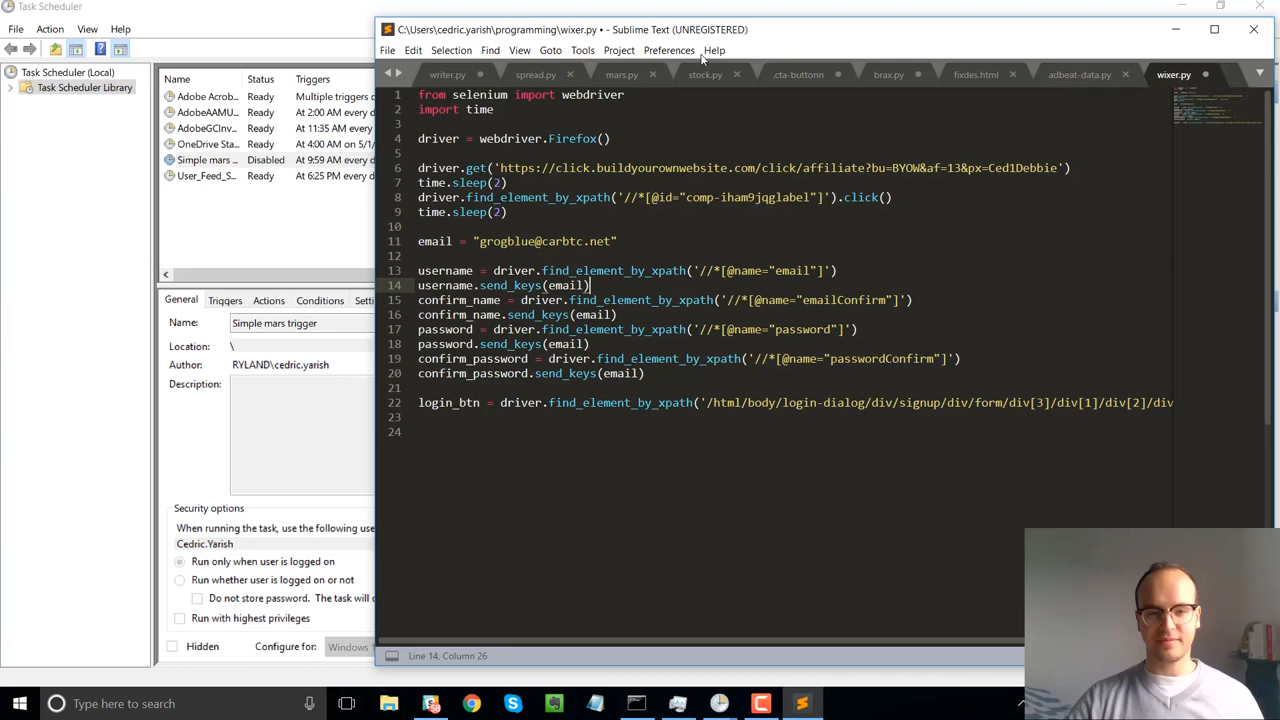 Task Scheduler
File Action View Help
Task Scheduler (Local)
Task Scheduler Library
Name Status Triggers
Adobe Acrob... Ready Multiple triggers d
AdobeAAMU... Ready At 2:00 AM every d
AdobeGCInv... Ready At 11:35 AM every
OneDrive Stan... Ready At 4:00 AM on 5/1/
Simple mars ... Disabled At 9:59 AM every d
User_Feed_S... Ready At 6:25 PM every d
General Triggers Actions Conditions Setti
Name: Simple mars trigger
Location: \
Author: RYLAND\cedric.yarish
Description:
Security options
When running the task, use the following use
Cedric.Yarish
Run only when user is logged on
Run whether user is logged on or not
Do not store password. The task will o
Run with highest privileges
Hidden Configure for: Windows
C:\Users\cedric.yarish\programming\wixer.py • - Sublime Text (UNREGISTERED)
File Edit Selection Find View Goto Tools Project Preferences Help
writer.py spread.py mars.py stock.py .cta-buttonn brax.py fixdes.html adbeat-data.py wixer.py
1 from selenium import webdriver
2 import time
3
4 driver = webdriver.Firefox()
5
6 driver.get('https://click.buildyourownwebsite.com/click/affiliate?bu=BYOW&af=13&px=Ced1Debbie')
7 time.sleep(2)
8 driver.find_element_by_xpath('//*[@id="comp-iham9jqglabel"]').click()
9 time.sleep(2)
10
11 email = "grogblue@carbtc.net"
12
13 username = driver.find_element_by_xpath('//*[@name="email"]')
14 username.send_keys(email)
15 confirm_name = driver.find_element_by_xpath('//*[@name="emailConfirm"]')
16 confirm_name.send_keys(email)
17 password = driver.find_element_by_xpath('//*[@name="password"]')
18 password.send_keys(email)
19 confirm_password = driver.find_element_by_xpath('//*[@name="passwordConfirm"]')
20 confirm_password.send_keys(email)
21
22 login_btn = driver.find_element_by_xpath('/html/body/login-dialog/div/signup/div/form/div[3]/div[1]/div[2]/div
23
24
Line 14, Column 26
Type here to search